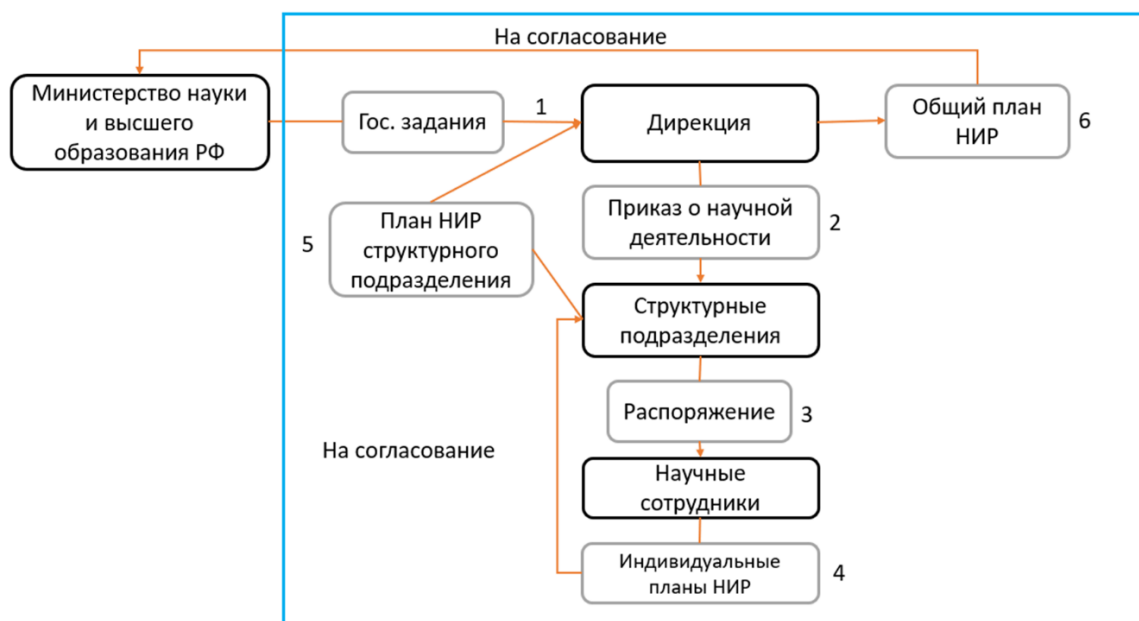 На согласование
Министерство науки
и высшего
образования РФ
Гос. задания
1
Дирекция
Общий план
НИР
6
5
План НИР
структурного
подразделения
Приказ о научной
деятельности
2
Структурные
подразделения
Распоряжение
3
На согласование
Научные
сотрудники
Индивидуальные
планы НИР
4